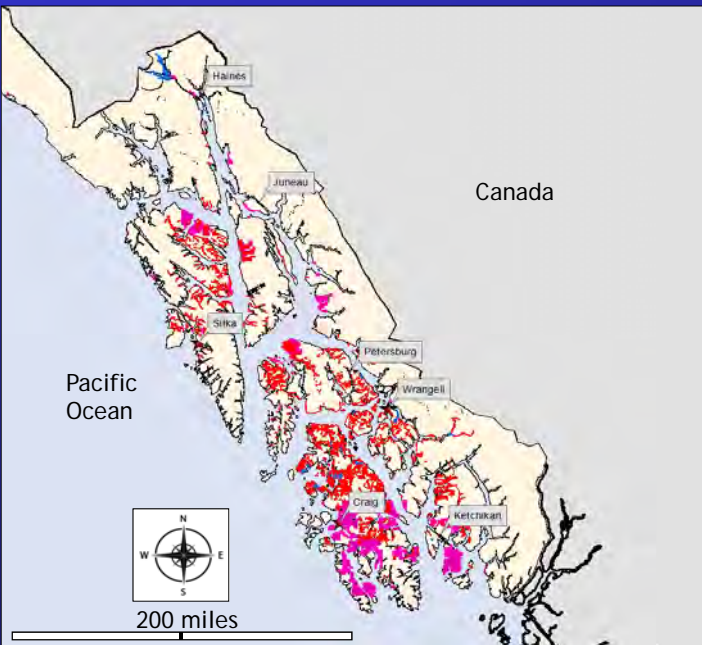 Haines
Juneau
Canada
Sitka
Petersburg
Pacific
Ocean
Wrangell
Craig
Ketchikan
N
W
E
S
200 miles